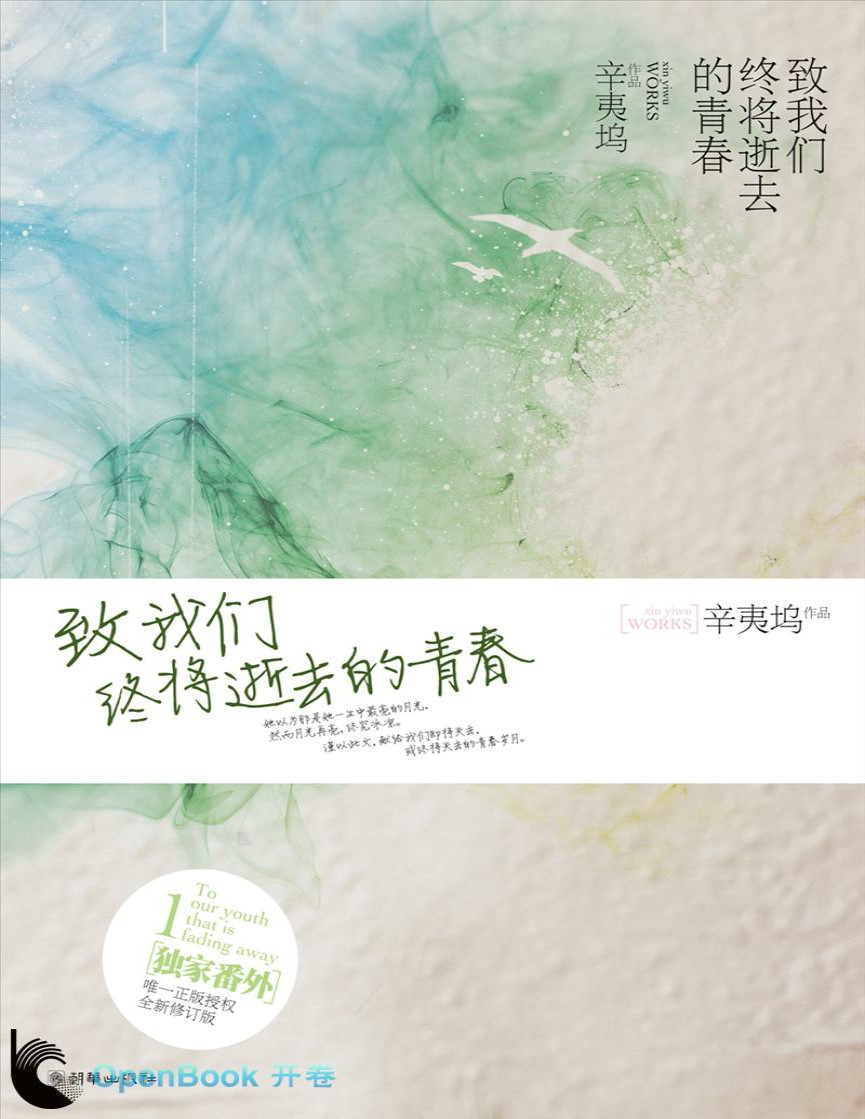 致我们
终将逝去
的青春
xin yiwu
WORKS
作品
辛夷坞
致我们
终将逝去的青春
xin yiwu
WORKS
辛夷坞作品
她以为那是她一生中最亮的月光,
然而月光再亮,终究冰凉。
谨以此文,献给我们即将失去,
或终将失去的青春岁月。
1
To
our youth
that is
fading away
[独家番外]
唯一正版授权
全新修订版
朝华出版社
OpenBook 开卷